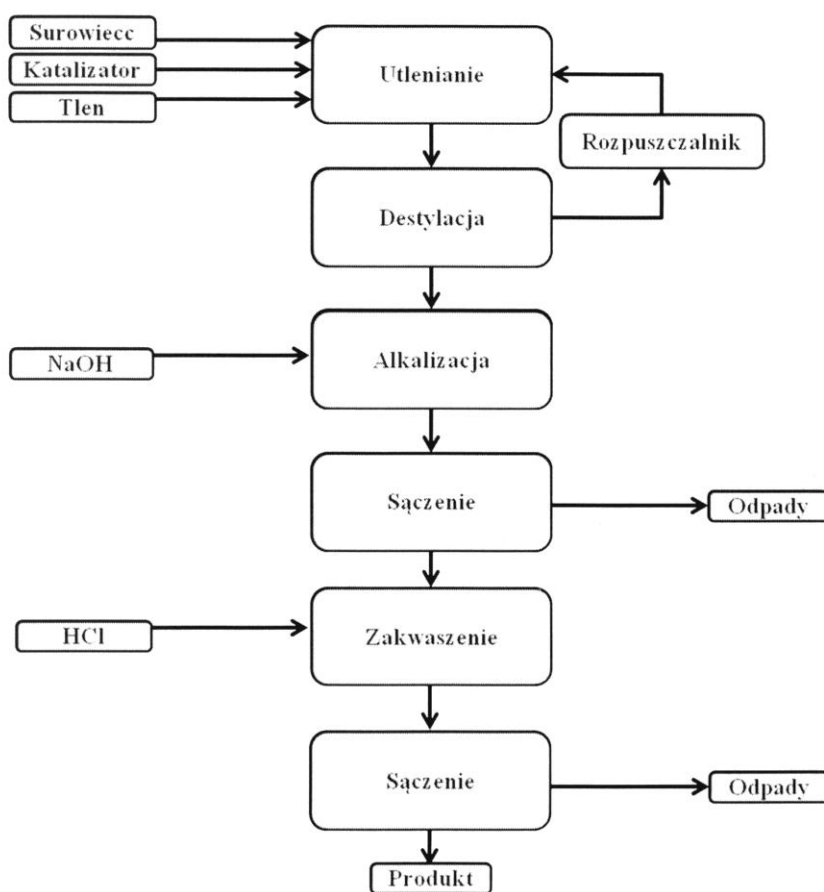 Surowiecc
Katalizator
Tlen
Utlenianie
Rozpuszczalnik
Destylacja
NaOH
Alkalizacja
Sączenie
Odpady
HCl
Zakwaszenie
Sączenie
Odpady
Produkt